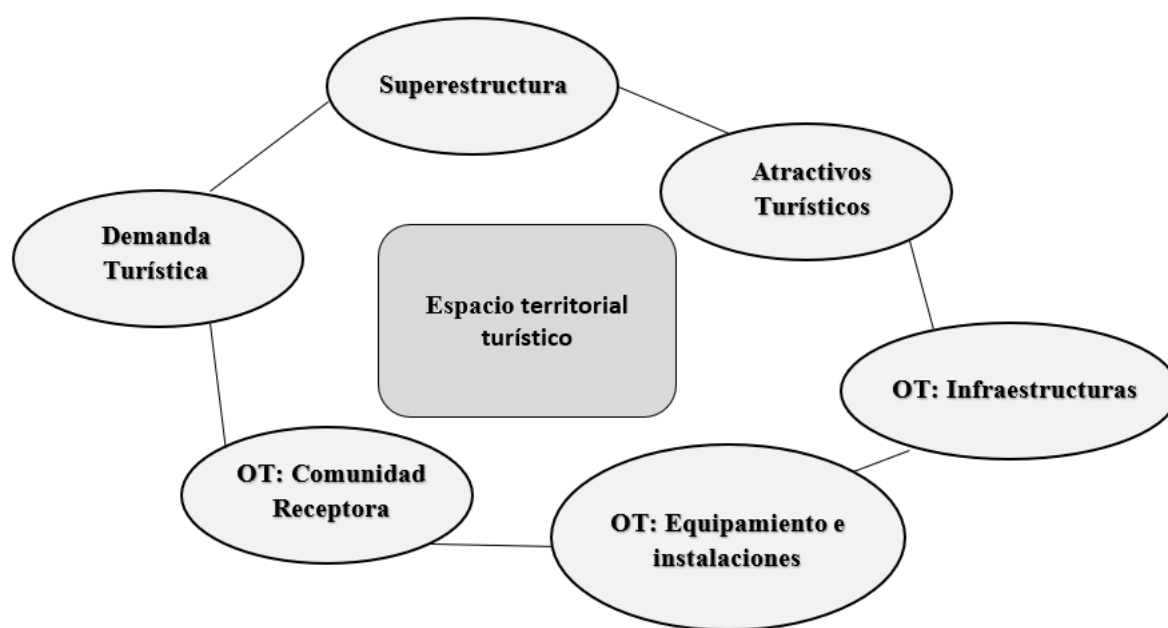 Superestructura
Atractivos
Turísticos
Demanda
Turística
Espacio territorial
turístico
OT: Infraestructuras
OT: Comunidad
Receptora
OT: Equipamiento e
instalaciones